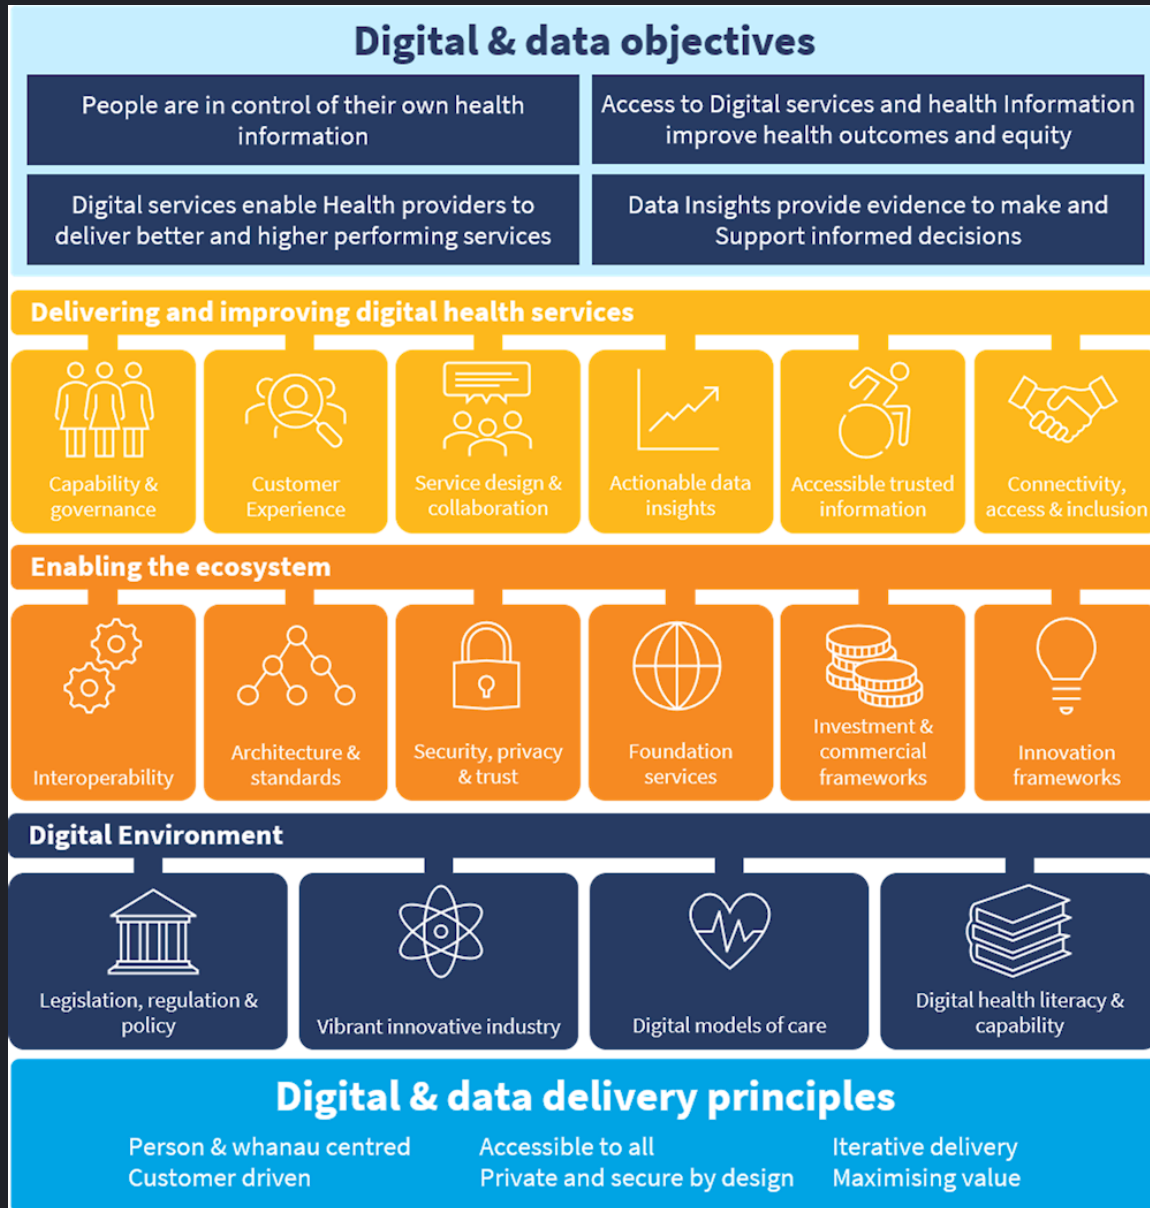 Digital & data objectives
People are in control of their own health
information
Access to Digital services and health Information
improve health outcomes and equity
Digital services enable Health providers to
deliver better and higher performing services
Data Insights provide evidence to make and
Support informed decisions
Delivering and improving digital health services
Capability &
governance
Customer
Experience
Service design &
collaboration
Actionable data
insights
Accessible trusted
information
Connectivity,
access & inclusion
Enabling the ecosystem
Interoperability
Architecture &
standards
Security, privacy
& trust
Foundation
services
Investment &
commercial
frameworks
Innovation
frameworks
Digital Environment
Legislation, regulation &
policy
Vibrant innovative industry
Digital models of care
Digital health literacy &
capability
Digital & data delivery principles
Person & whanau centred
Customer driven
Accessible to all
Private and secure by design
Iterative delivery
Maximising value